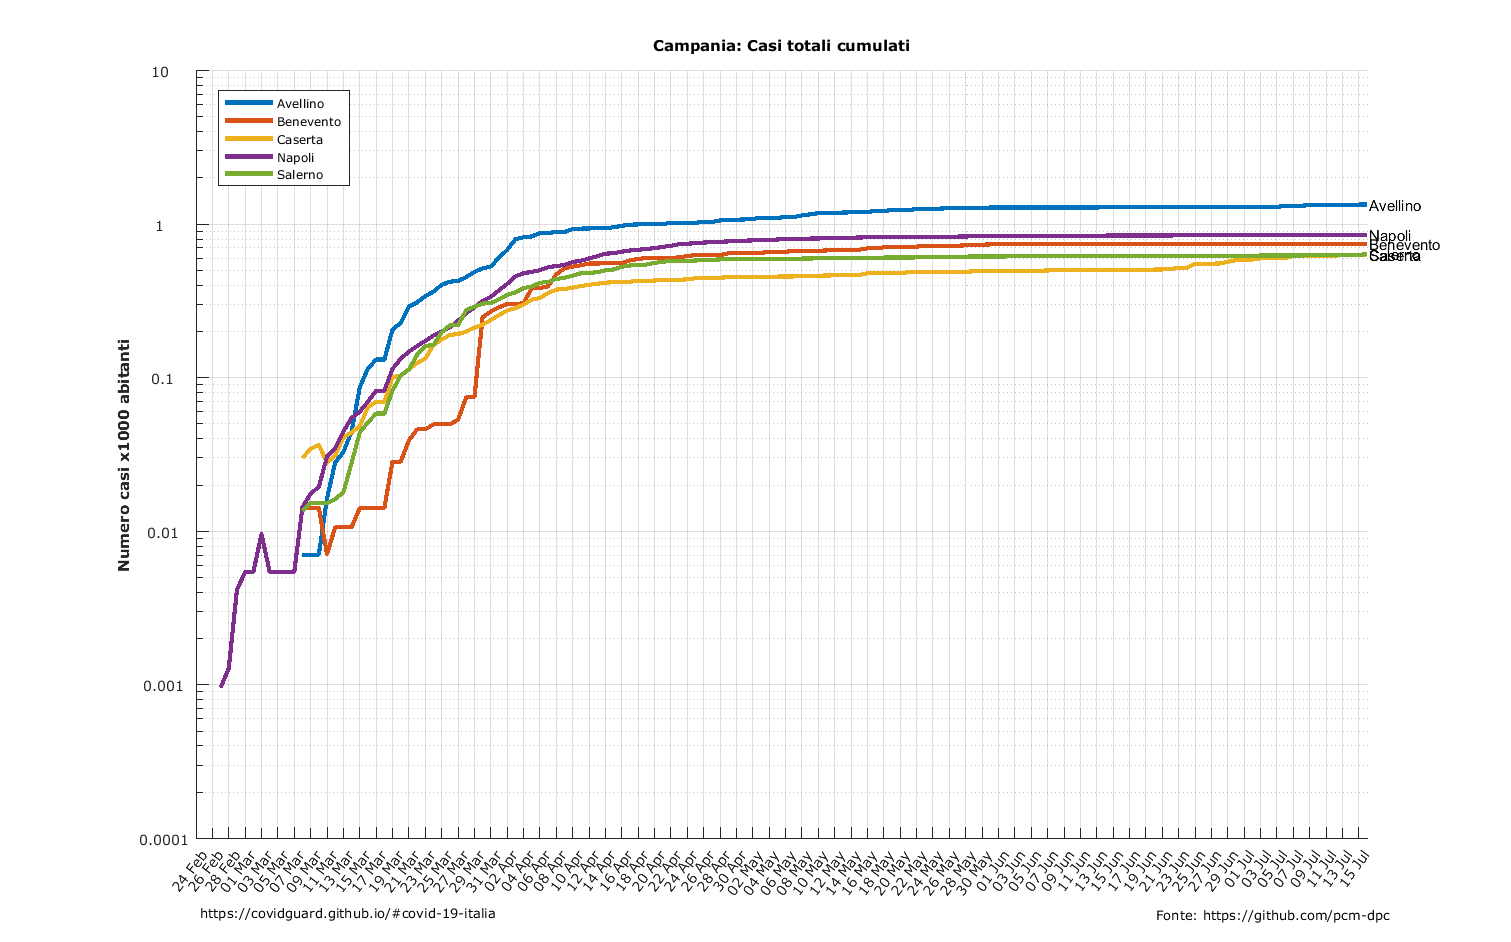 Campania: Casi totali cumulati
Numero casi x1000 abitanti
10
1
0.1
0.01
0.001
0.0001
Avellino
Benevento
Caserta
Napoli
Salerno
Avellino
Napoli
Benevento
Salerno
Caserta
24 Feb
26 Feb
28 Feb
01 Mar
03 Mar
05 Mar
07 Mar
09 Mar
11 Mar
13 Mar
15 Mar
17 Mar
19 Mar
21 Mar
23 Mar
25 Mar
27 Mar
29 Mar
31 Mar
02 Apr
04 Apr
06 Apr
08 Apr
10 Apr
12 Apr
14 Apr
16 Apr
18 Apr
20 Apr
22 Apr
24 Apr
26 Apr
28 Apr
30 Apr
02 May
04 May
06 May
08 May
10 May
12 May
14 May
16 May
18 May
20 May
22 May
24 May
26 May
28 May
30 May
01 Jun
03 Jun
05 Jun
07 Jun
09 Jun
11 Jun
13 Jun
15 Jun
17 Jun
19 Jun
21 Jun
23 Jun
25 Jun
27 Jun
29 Jun
01 Jul
03 Jul
05 Jul
07 Jul
09 Jul
11 Jul
13 Jul
15 Jul
https://covidguard.github.io/#covid-19-italia
Fonte: https://github.com/pcm-dpc